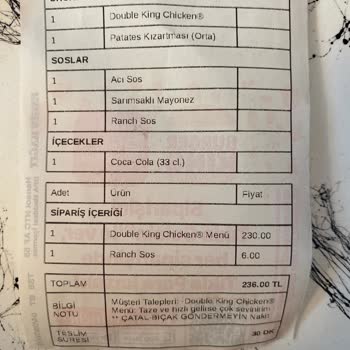 1 Double King Chicken®
1 Patates Kızartması (Orta)
SOSLAR
1 Acı Sos
1 Sarımsaklı Mayonez
1 Ranch Sos
İÇECEKLER
1 Coca-Cola (33 cl.)
Adet Ürün Fiyat
SİPARİŞ İÇERİĞİ
1 Double King Chicken® Menü 230.00
1 Ranch Sos 6.00
TOPLAM 236.00 TL
BİLGİ NOTU Müşteri Talepleri: Double King Chicken®
Menü: Taze ve hızlı gelirse çok sevinirim
** ÇATAL-BIÇAK GÖNDERMEYİN Nakit
TESLİM SÜRESİ 30 DK